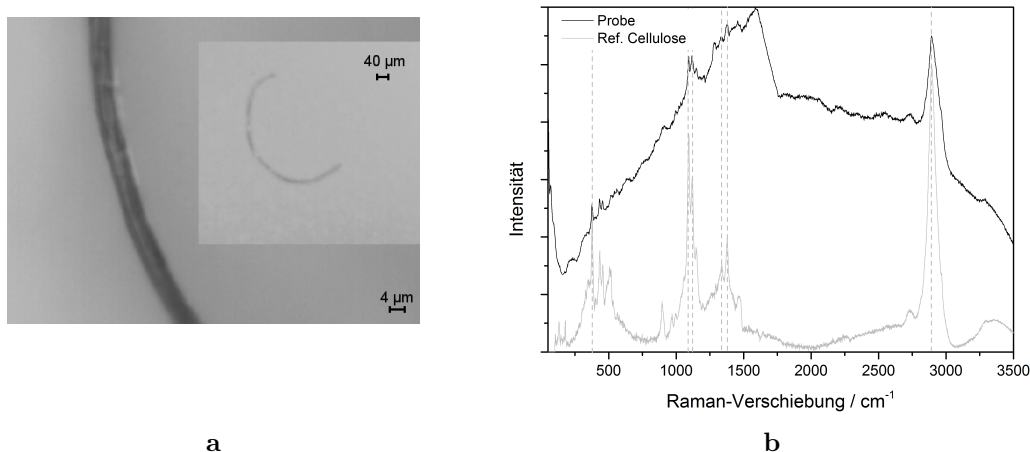 40 µm
4 µm
Probe
Ref. Cellulose
Intensität
500 1000 1500 2000 2500 3000 3500
Raman-Verschiebung / cm⁻¹
a
b